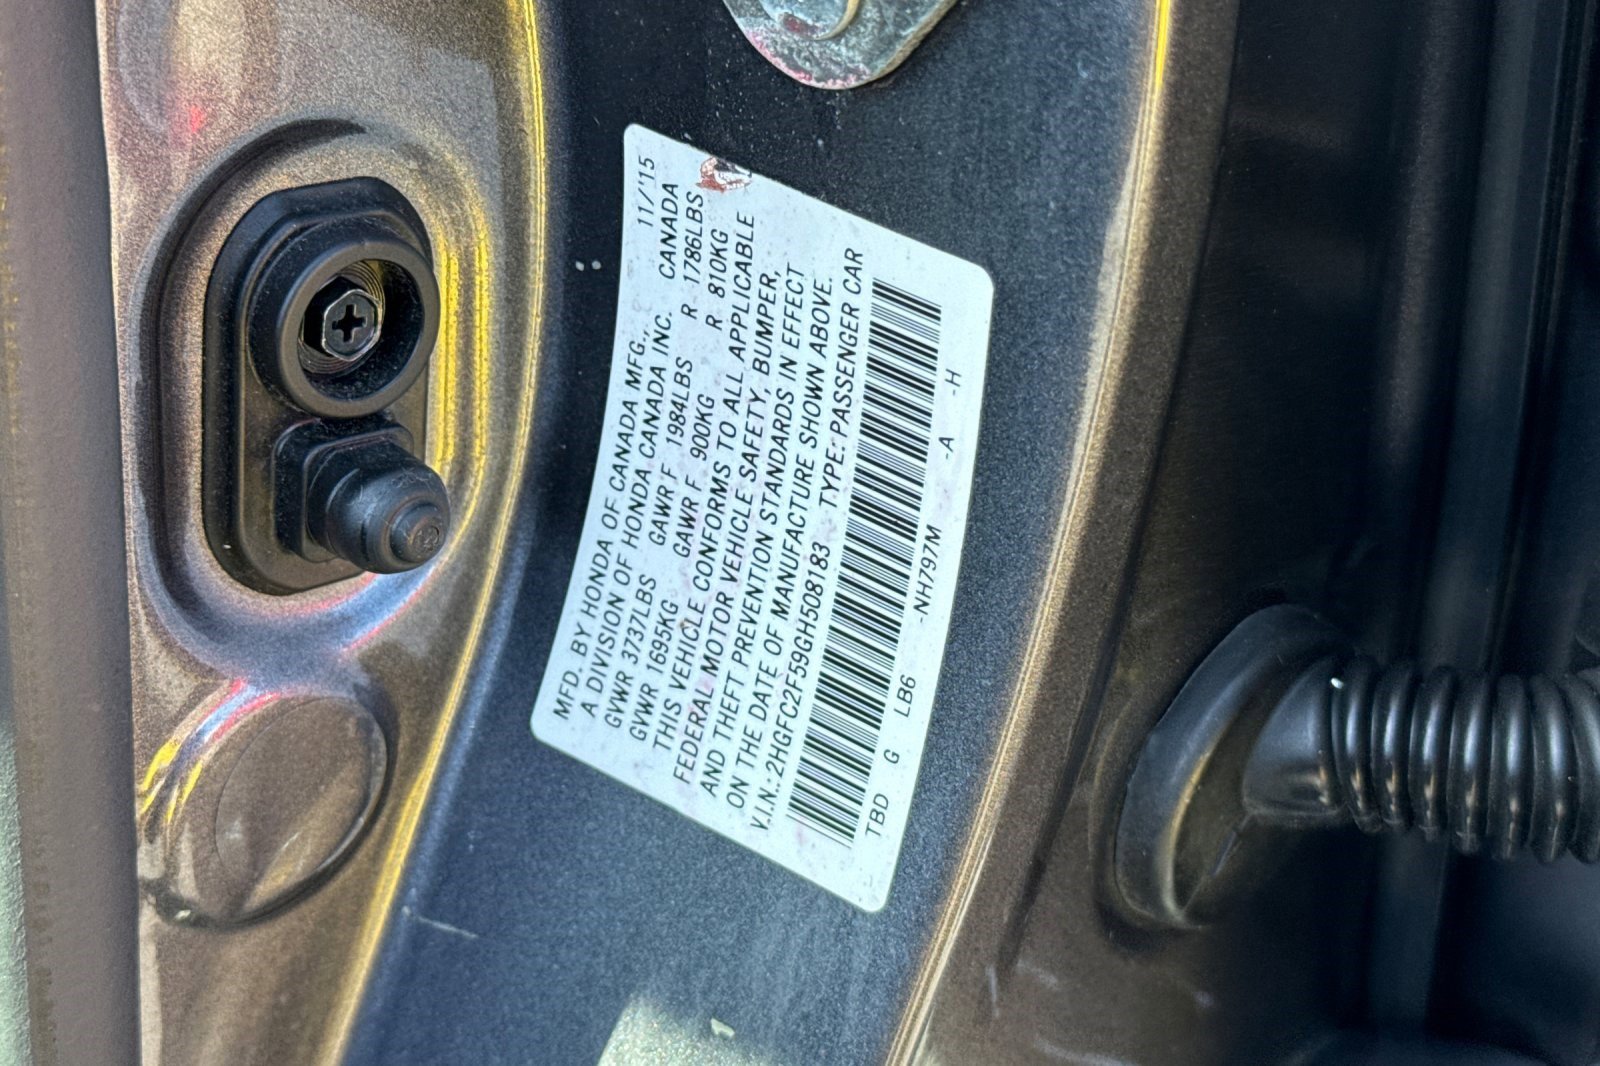 MFD. BY HONDA OF CANADA MFG., 11/'15
A DIVISION OF HONDA CANADA INC. CANADA
GVWR 3737LBS GAWR F 1984LBS R 1786LBS
GVWR 1695KG GAWR F 900KG R 810KG
THIS VEHICLE CONFORMS TO ALL APPLICABLE
FEDERAL MOTOR VEHICLE SAFETY, BUMPER,
AND THEFT PREVENTION STANDARDS IN EFFECT
ON THE DATE OF MANUFACTURE SHOWN ABOVE.
V.I.N.:2HGFC2F59GH508183 TYPE:PASSENGER CAR
TBD G LB6 -NH797M -A -H